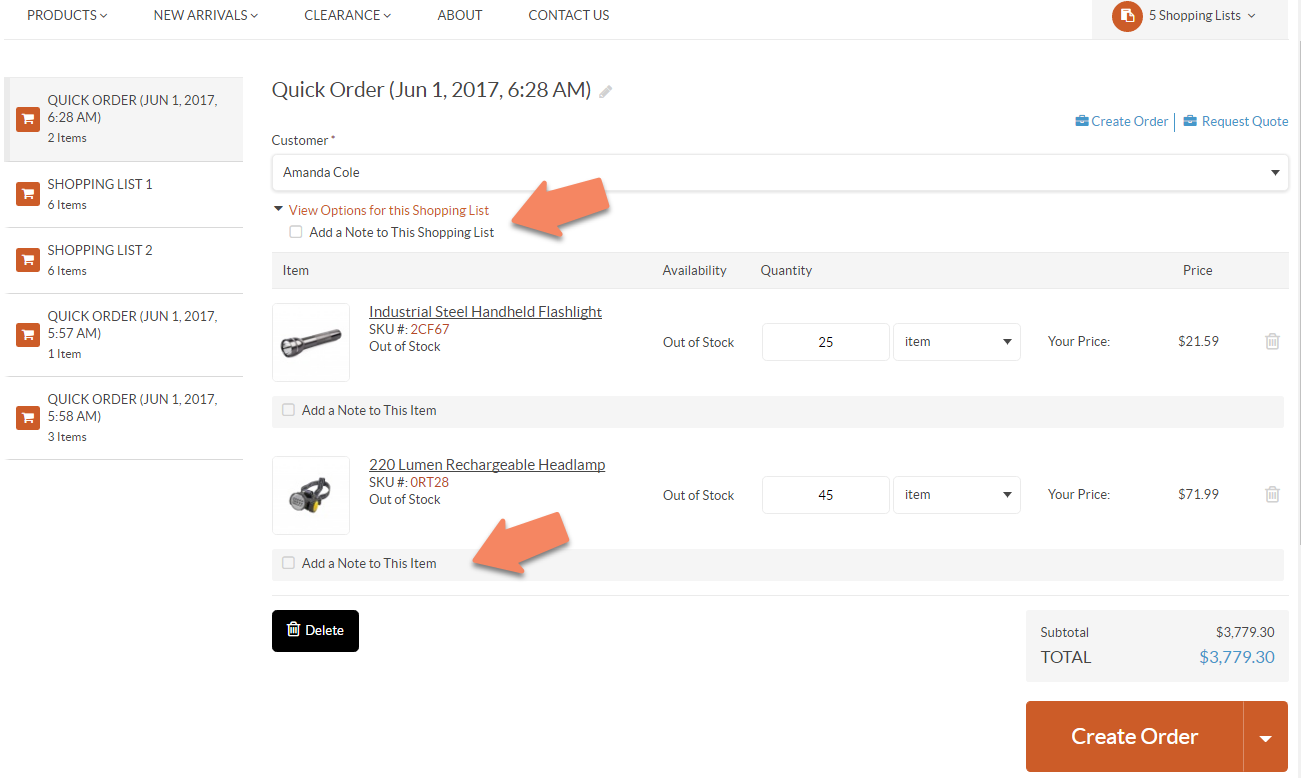 PRODUCTS
NEW ARRIVALS
CLEARANCE
ABOUT
CONTACT US
5 Shopping Lists
QUICK ORDER (JUN 1, 2017,
6:28 AM)
2 Items
SHOPPING LIST 1
6 Items
SHOPPING LIST 2
6 Items
QUICK ORDER (JUN 1, 2017,
5:57 AM)
1 Item
QUICK ORDER (JUN 1, 2017,
5:58 AM)
3 Items
Quick Order (Jun 1, 2017, 6:28 AM)
Create Order
Request Quote
Customer *
Amanda Cole
View Options for this Shopping List
Add a Note to This Shopping List
Item Availability Quantity Price
Industrial Steel Handheld Flashlight
SKU #: 2CF67
Out of Stock
Out of Stock 25 item Your Price: $21.59
Add a Note to This Item
220 Lumen Rechargeable Headlamp
SKU #: 0RT28
Out of Stock
Out of Stock 45 item Your Price: $71.99
Add a Note to This Item
Delete
Subtotal $3,779.30
TOTAL $3,779.30
Create Order